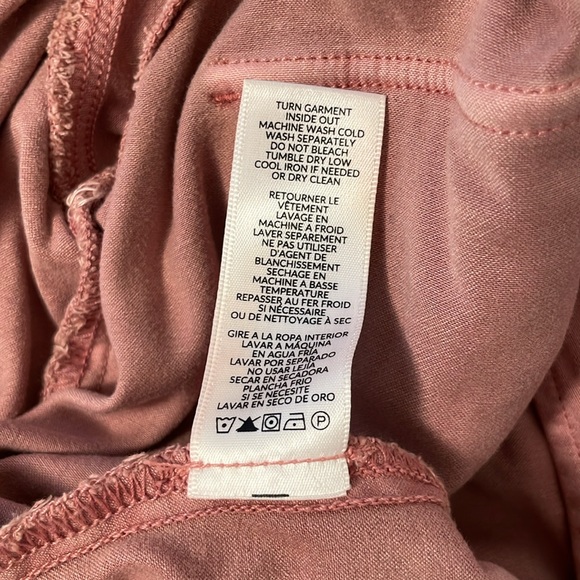 TURN GARMENT
INSIDE OUT
MACHINE WASH COLD
WASH SEPARATELY
DO NOT BLEACH
TUMBLE DRY LOW
COOL IRON IF NEEDED
OR DRY CLEAN
RETOURNER LE
VÊTEMENT
LAVAGE EN
MACHINE A FROID
LAVER SEPAREMENT
NE PAS UTILISER
D'AGENT DE
BLANCHISSEMENT
SECHAGE EN
MACHINE A BASSE
TEMPERATURE
REPASSER AU FER FROID
SI NÉCESSAIRE
OU DE NETTOYAGE À SEC
GIRE A LA ROPA INTERIOR
LAVAR A MÁQUINA
EN AGUA FRÍA
LAVAR POR SEPARADO
NO USAR LEJÍA
SECAR EN SECADORA
PLANCHA FRIO
SI SE NECESITE
LAVAR EN SECO DE ORO
P